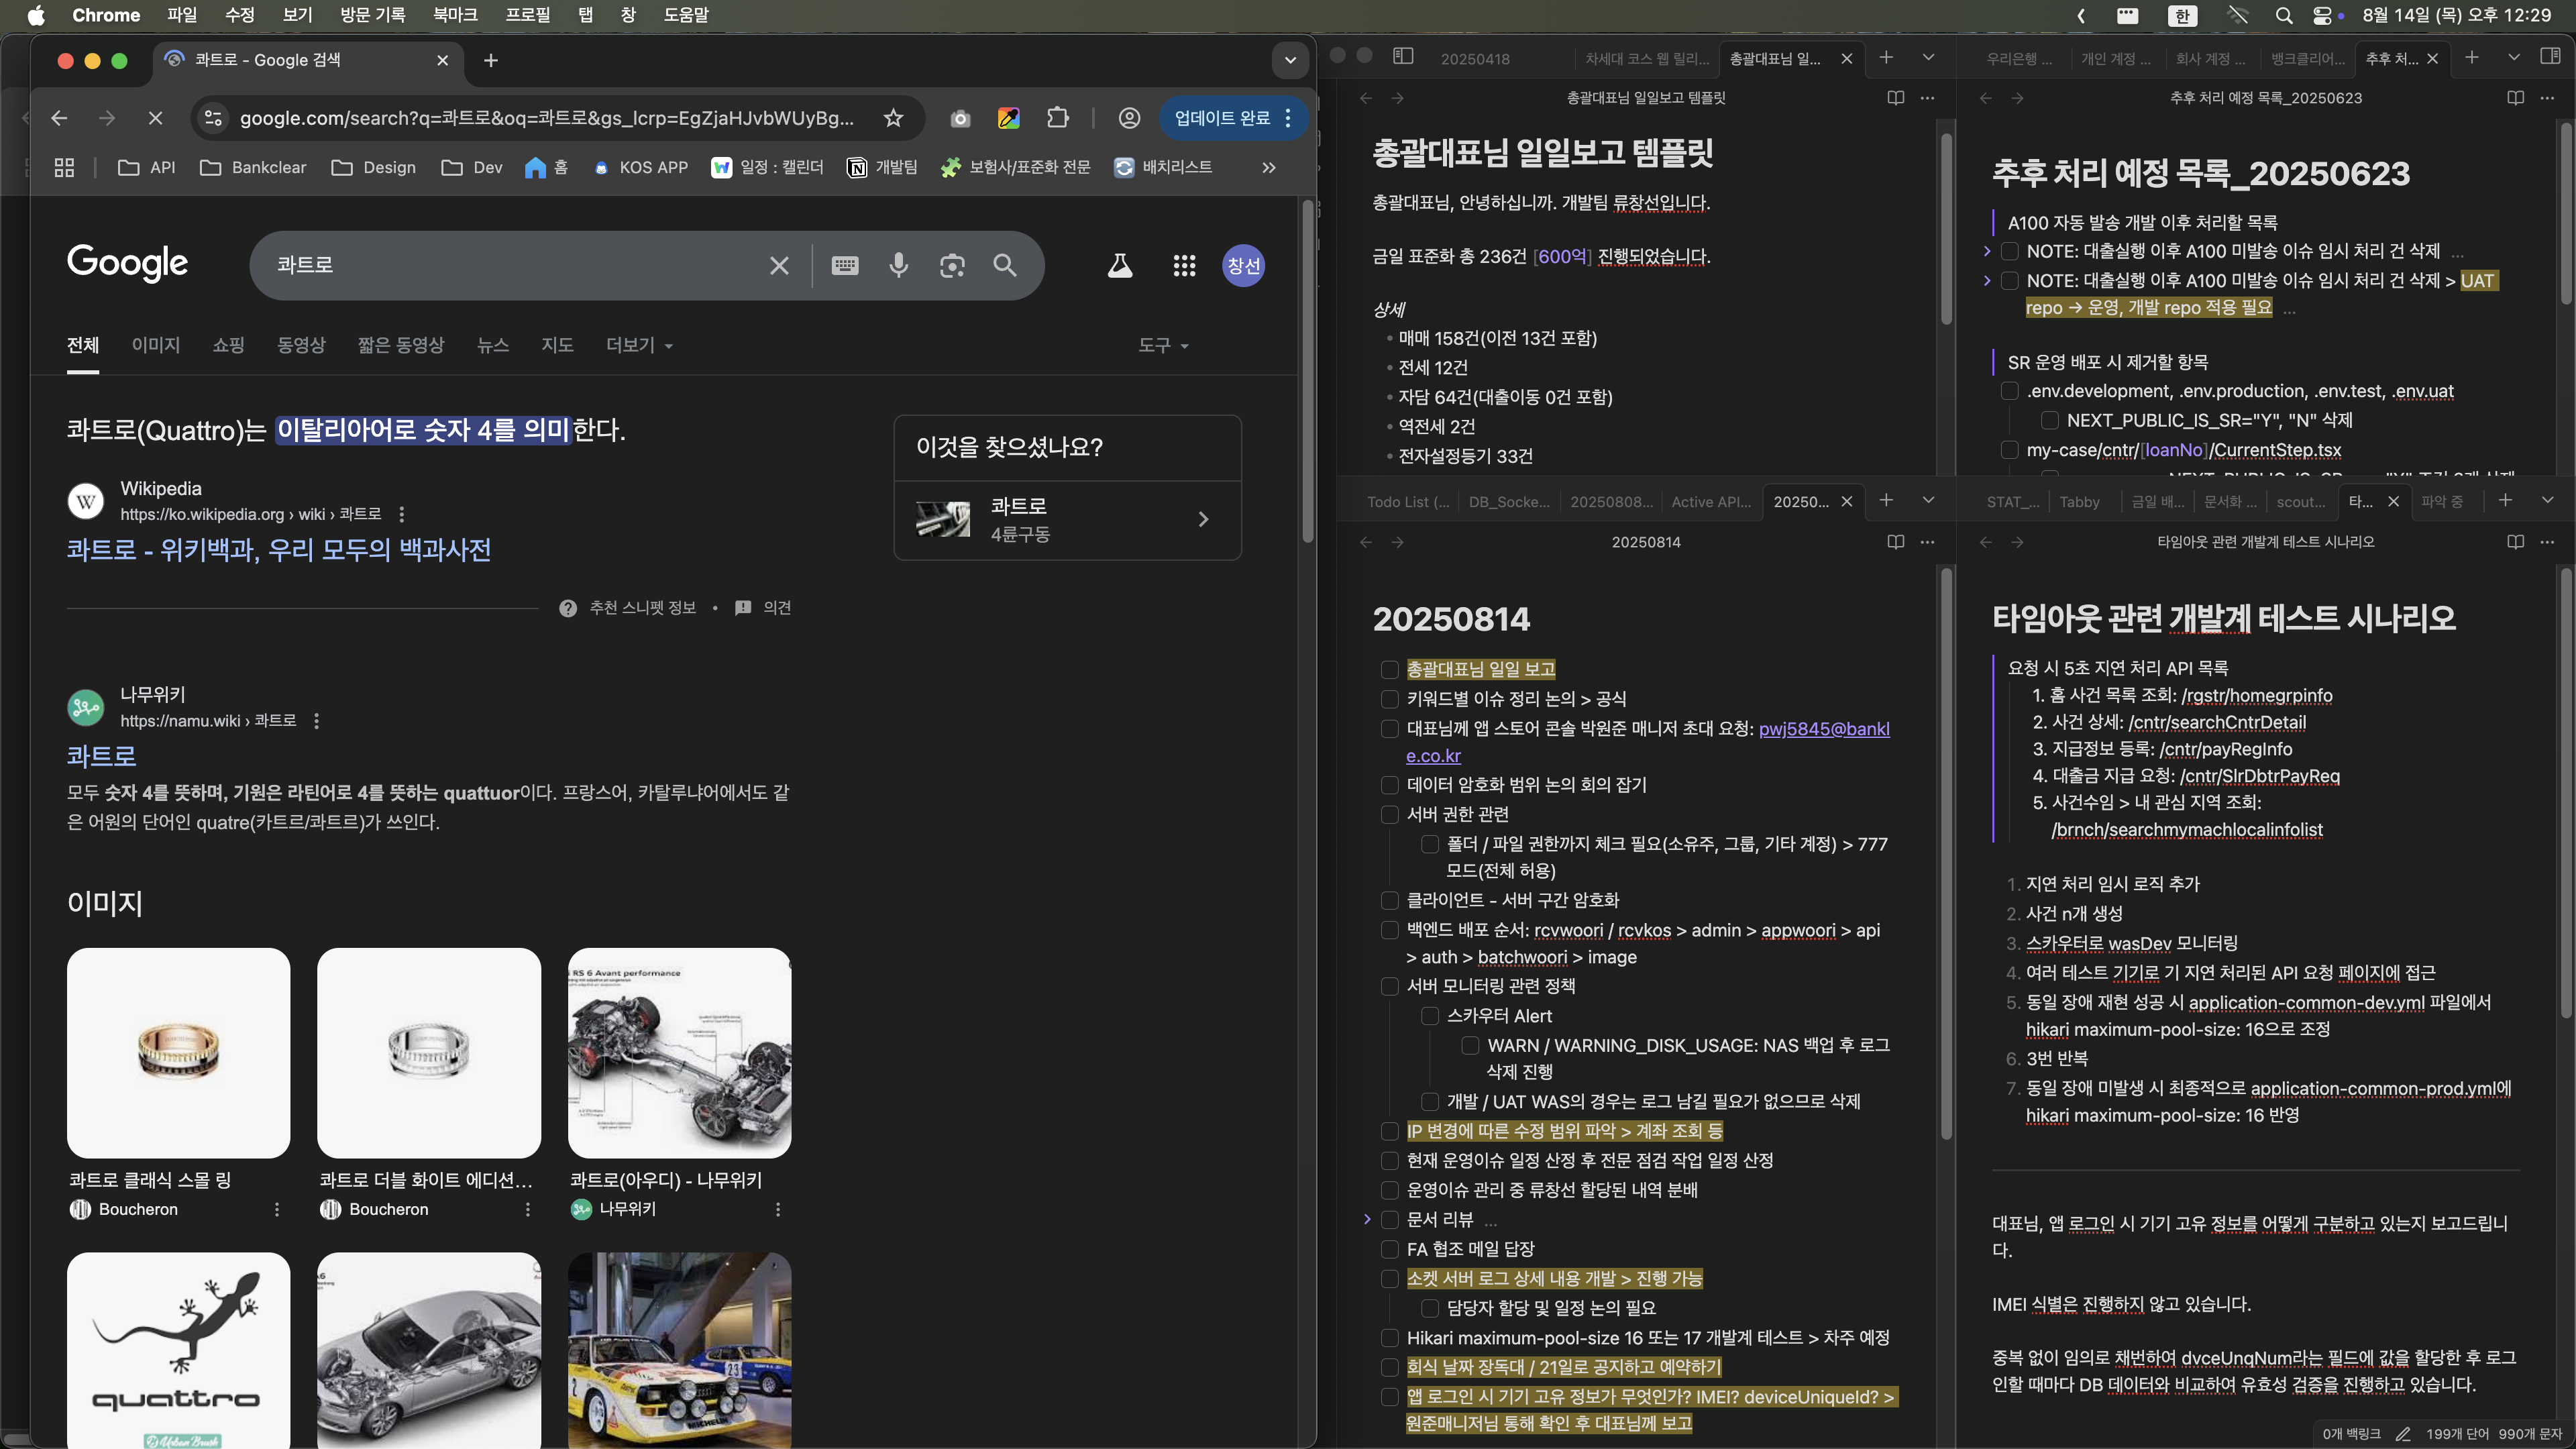 Chrome 파일 수정 보기 방문 기록 북마크 프로필 탭 창 도움말
한 8월 14일 (목) 오후 12:29
콰트로 - Google 검색
google.com/search?q=콰트로&oq=콰트로&gs_lcrp=EgZjaHJvbWUyBg...
업데이트 완료
API Bankclear Design Dev 홈 KOS APP 일정 : 캘린더 개발팀 보험사/표준화 전문 배치리스트
Google
콰트로
창선
전체 이미지 쇼핑 동영상 짧은 동영상 뉴스 지도 더보기 도구
콰트로(Quattro)는 이탈리아어로 숫자 4를 의미한다.
Wikipedia
https://ko.wikipedia.org › wiki › 콰트로
콰트로 - 위키백과, 우리 모두의 백과사전
추천 스니펫 정보 • 의견
이것을 찾으셨나요?
콰트로
4륜구동
나무위키
https://namu.wiki › 콰트로
콰트로
모두 숫자 4를 뜻하며, 기원은 라틴어로 4를 뜻하는 quattuor이다. 프랑스어, 카탈루냐어에서도 같
은 어원의 단어인 quatre(카트르/콰트르)가 쓰인다.
이미지
RS 6 Avant performance
콰트로 클래식 스몰 링
Boucheron
콰트로 더블 화이트 에디션...
Boucheron
콰트로(아우디) - 나무위키
나무위키
quattro
Urban Brush
23
2
MICHELIN
20250418 차세대 코스 웹 릴리... 총괄대표님 일...
총괄대표님 일일보고 템플릿
총괄대표님 일일보고 템플릿
총괄대표님, 안녕하십니까. 개발팀 류창선입니다.
금일 표준화 총 236건 [600억] 진행되었습니다.
상세
• 매매 158건(이전 13건 포함)
• 전세 12건
• 자담 64건(대출이동 0건 포함)
• 역전세 2건
• 전자설정등기 33건
우리은행 ... 개인 계정 ... 회사 계정 ... 뱅크클리어... 추후 처...
추후 처리 예정 목록_20250623
추후 처리 예정 목록_20250623
A100 자동 발송 개발 이후 처리할 목록
NOTE: 대출실행 이후 A100 미발송 이슈 임시 처리 건 삭제 ...
NOTE: 대출실행 이후 A100 미발송 이슈 임시 처리 건 삭제 > UAT
repo → 운영, 개발 repo 적용 필요 ...
SR 운영 배포 시 제거할 항목
.env.development, .env.production, .env.test, .env.uat
NEXT_PUBLIC_IS_SR="Y", "N" 삭제
my-case/cntr/[loanNo]/CurrentStep.tsx
Todo List (... DB_Socke... 20250808... Active API... 20250...
20250814
20250814
총괄대표님 일일 보고
키워드별 이슈 정리 논의 > 공식
대표님께 앱 스토어 콘솔 박원준 매니저 초대 요청: pwj5845@bankl
e.co.kr
데이터 암호화 범위 논의 회의 잡기
서버 권한 관련
폴더 / 파일 권한까지 체크 필요(소유주, 그룹, 기타 계정) > 777
모드(전체 허용)
클라이언트 - 서버 구간 암호화
백엔드 배포 순서: rcvwoori / rcvkos > admin > appwoori > api
> auth > batchwoori > image
서버 모니터링 관련 정책
스카우터 Alert
WARN / WARNING_DISK_USAGE: NAS 백업 후 로그
삭제 진행
개발 / UAT WAS의 경우는 로그 남길 필요가 없으므로 삭제
IP 변경에 따른 수정 범위 파악 > 계좌 조회 등
현재 운영이슈 일정 산정 후 전문 점검 작업 일정 산정
운영이슈 관리 중 류창선 할당된 내역 분배
문서 리뷰 ...
FA 협조 메일 답장
소켓 서버 로그 상세 내용 개발 > 진행 가능
담당자 할당 및 일정 논의 필요
Hikari maximum-pool-size 16 또는 17 개발계 테스트 > 차주 예정
회식 날짜 장독대 / 21일로 공지하고 예약하기
앱 로그인 시 기기 고유 정보가 무엇인가? IMEI? deviceUniqueId? >
원준매니저님 통해 확인 후 대표님께 보고
STAT_... Tabby 금일 배... 문서화 ... scout... 타... 파악 중
타임아웃 관련 개발계 테스트 시나리오
타임아웃 관련 개발계 테스트 시나리오
요청 시 5초 지연 처리 API 목록
1. 홈 사건 목록 조회: /rgstr/homegrpinfo
2. 사건 상세: /cntr/searchCntrDetail
3. 지급정보 등록: /cntr/payRegInfo
4. 대출금 지급 요청: /cntr/SlrDbtrPayReq
5. 사건수임 > 내 관심 지역 조회:
/brnch/searchmymachlocalinfolist
1. 지연 처리 임시 로직 추가
2. 사건 n개 생성
3. 스카우터로 wasDev 모니터링
4. 여러 테스트 기기로 기 지연 처리된 API 요청 페이지에 접근
5. 동일 장애 재현 성공 시 application-common-dev.yml 파일에서
hikari maximum-pool-size: 16으로 조정
6. 3번 반복
7. 동일 장애 미발생 시 최종적으로 application-common-prod.yml에
hikari maximum-pool-size: 16 반영
대표님, 앱 로그인 시 기기 고유 정보를 어떻게 구분하고 있는지 보고드립니
다.
IMEI 식별은 진행하지 않고 있습니다.
중복 없이 임의로 채번하여 dvceUnqNum라는 필드에 값을 할당한 후 로그
인할 때마다 DB 데이터와 비교하여 유효성 검증을 진행하고 있습니다.
0개 백링크 199개 단어 990개 문자